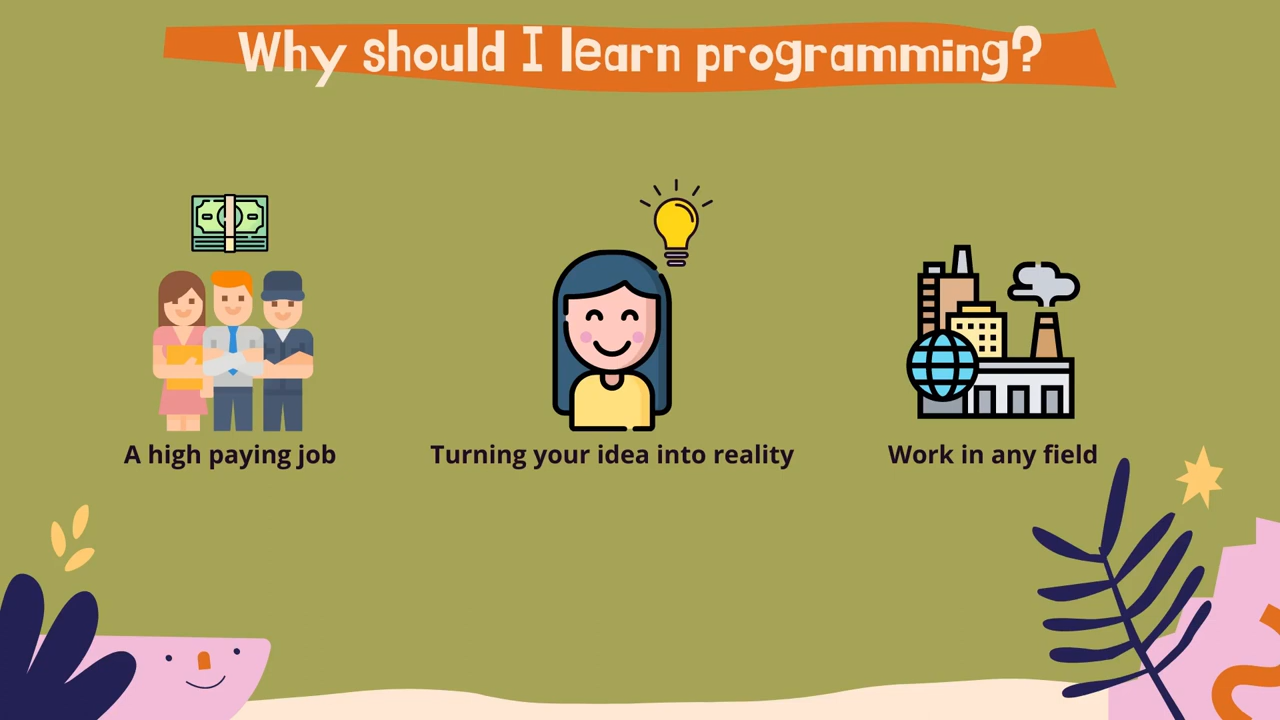 Why should I learn programming?
A high paying job
Turning your idea into reality
Work in any field